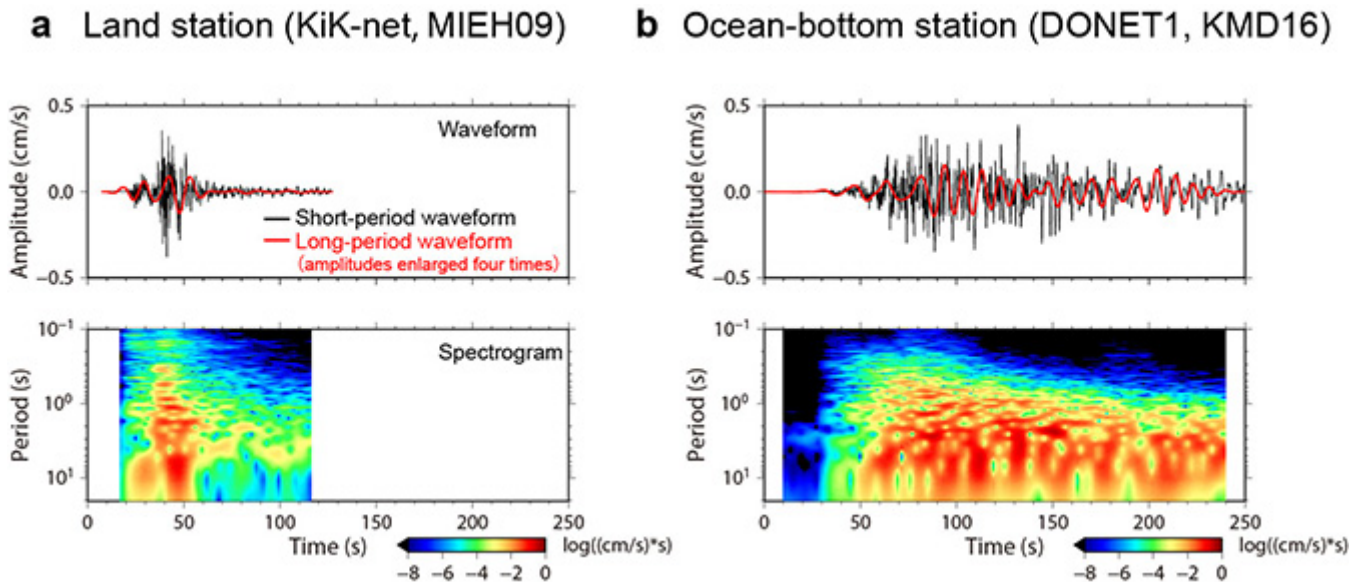 a Land station (KiK-net, MIEH09)
b Ocean-bottom station (DONET1, KMD16)
0.5
0.0
−0.5
Amplitude (cm/s)
Waveform
Short-period waveform
Long-period waveform
(amplitudes enlarged four times)
0.5
0.0
−0.5
Amplitude (cm/s)
10⁻¹
10⁰
10¹
Period (s)
Spectrogram
0 50 100 150 200 250
Time (s)
log((cm/s)*s)
−8 −6 −4 −2 0
10⁻¹
10⁰
10¹
Period (s)
0 50 100 150 200 250
Time (s)
log((cm/s)*s)
−8 −6 −4 −2 0